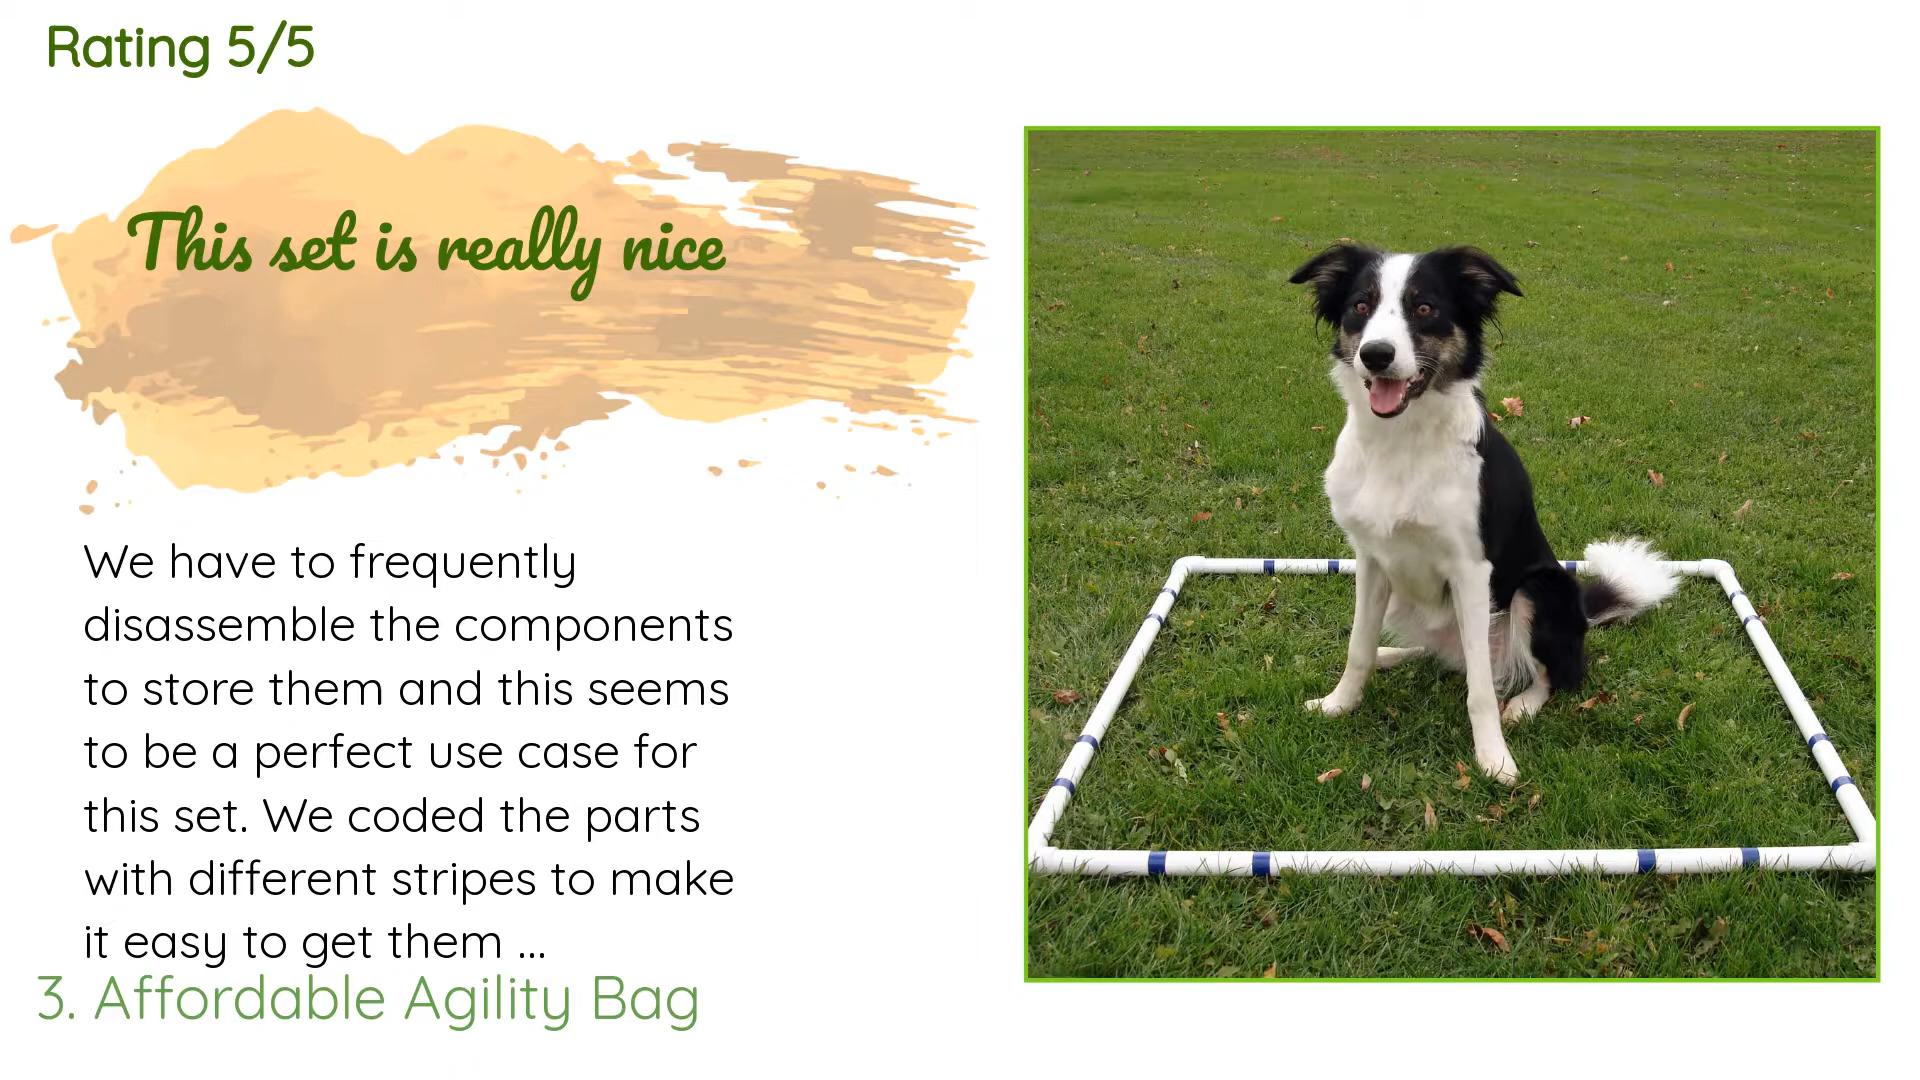 Rating 5/5
This set is really nice
We have to frequently
disassemble the components
to store them and this seems
to be a perfect use case for
this set. We coded the parts
with different stripes to make
it easy to get them ...
3. Affordable Agility Bag